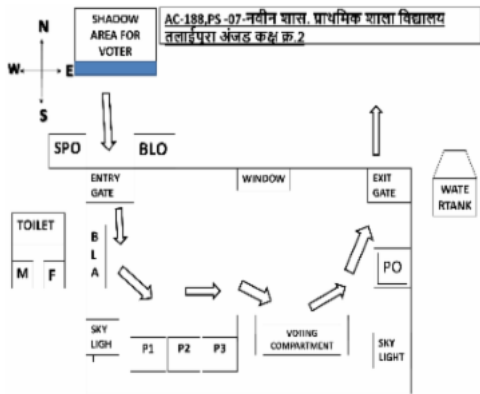 SHADOW
AREA FOR
VOTER
AC-188,PS -07-नवीन शास. प्राथमिक शाला विद्यालय
तलाईपुरा अंजड कक्ष क्र.2
N
W E
S
SPO BLO
ENTRY
GATE
WINDOW
EXIT
GATE
WATE
RTANK
TOILET
M F
B
L
A
PO
SKY
LIGH
T
P1 P2 P3
VOTING
COMPARTMENT
SKY
LIGHT